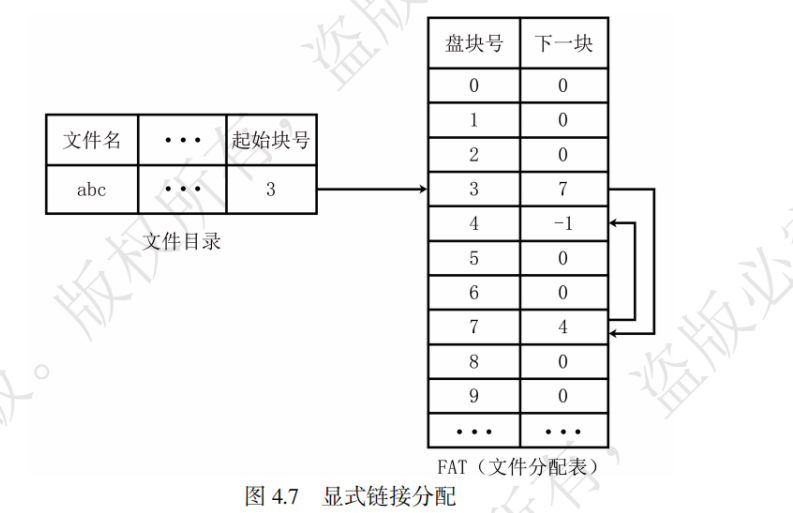 盘块号 下一块
0 0
1 0
2 0
3 7
4 -1
5 0
6 0
7 4
8 0
9 0
••• •••
FAT（文件分配表）
文件名 ••• 起始块号
abc ••• 3
文件目录
图 4.7 显式链接分配
版权所有，盗版必